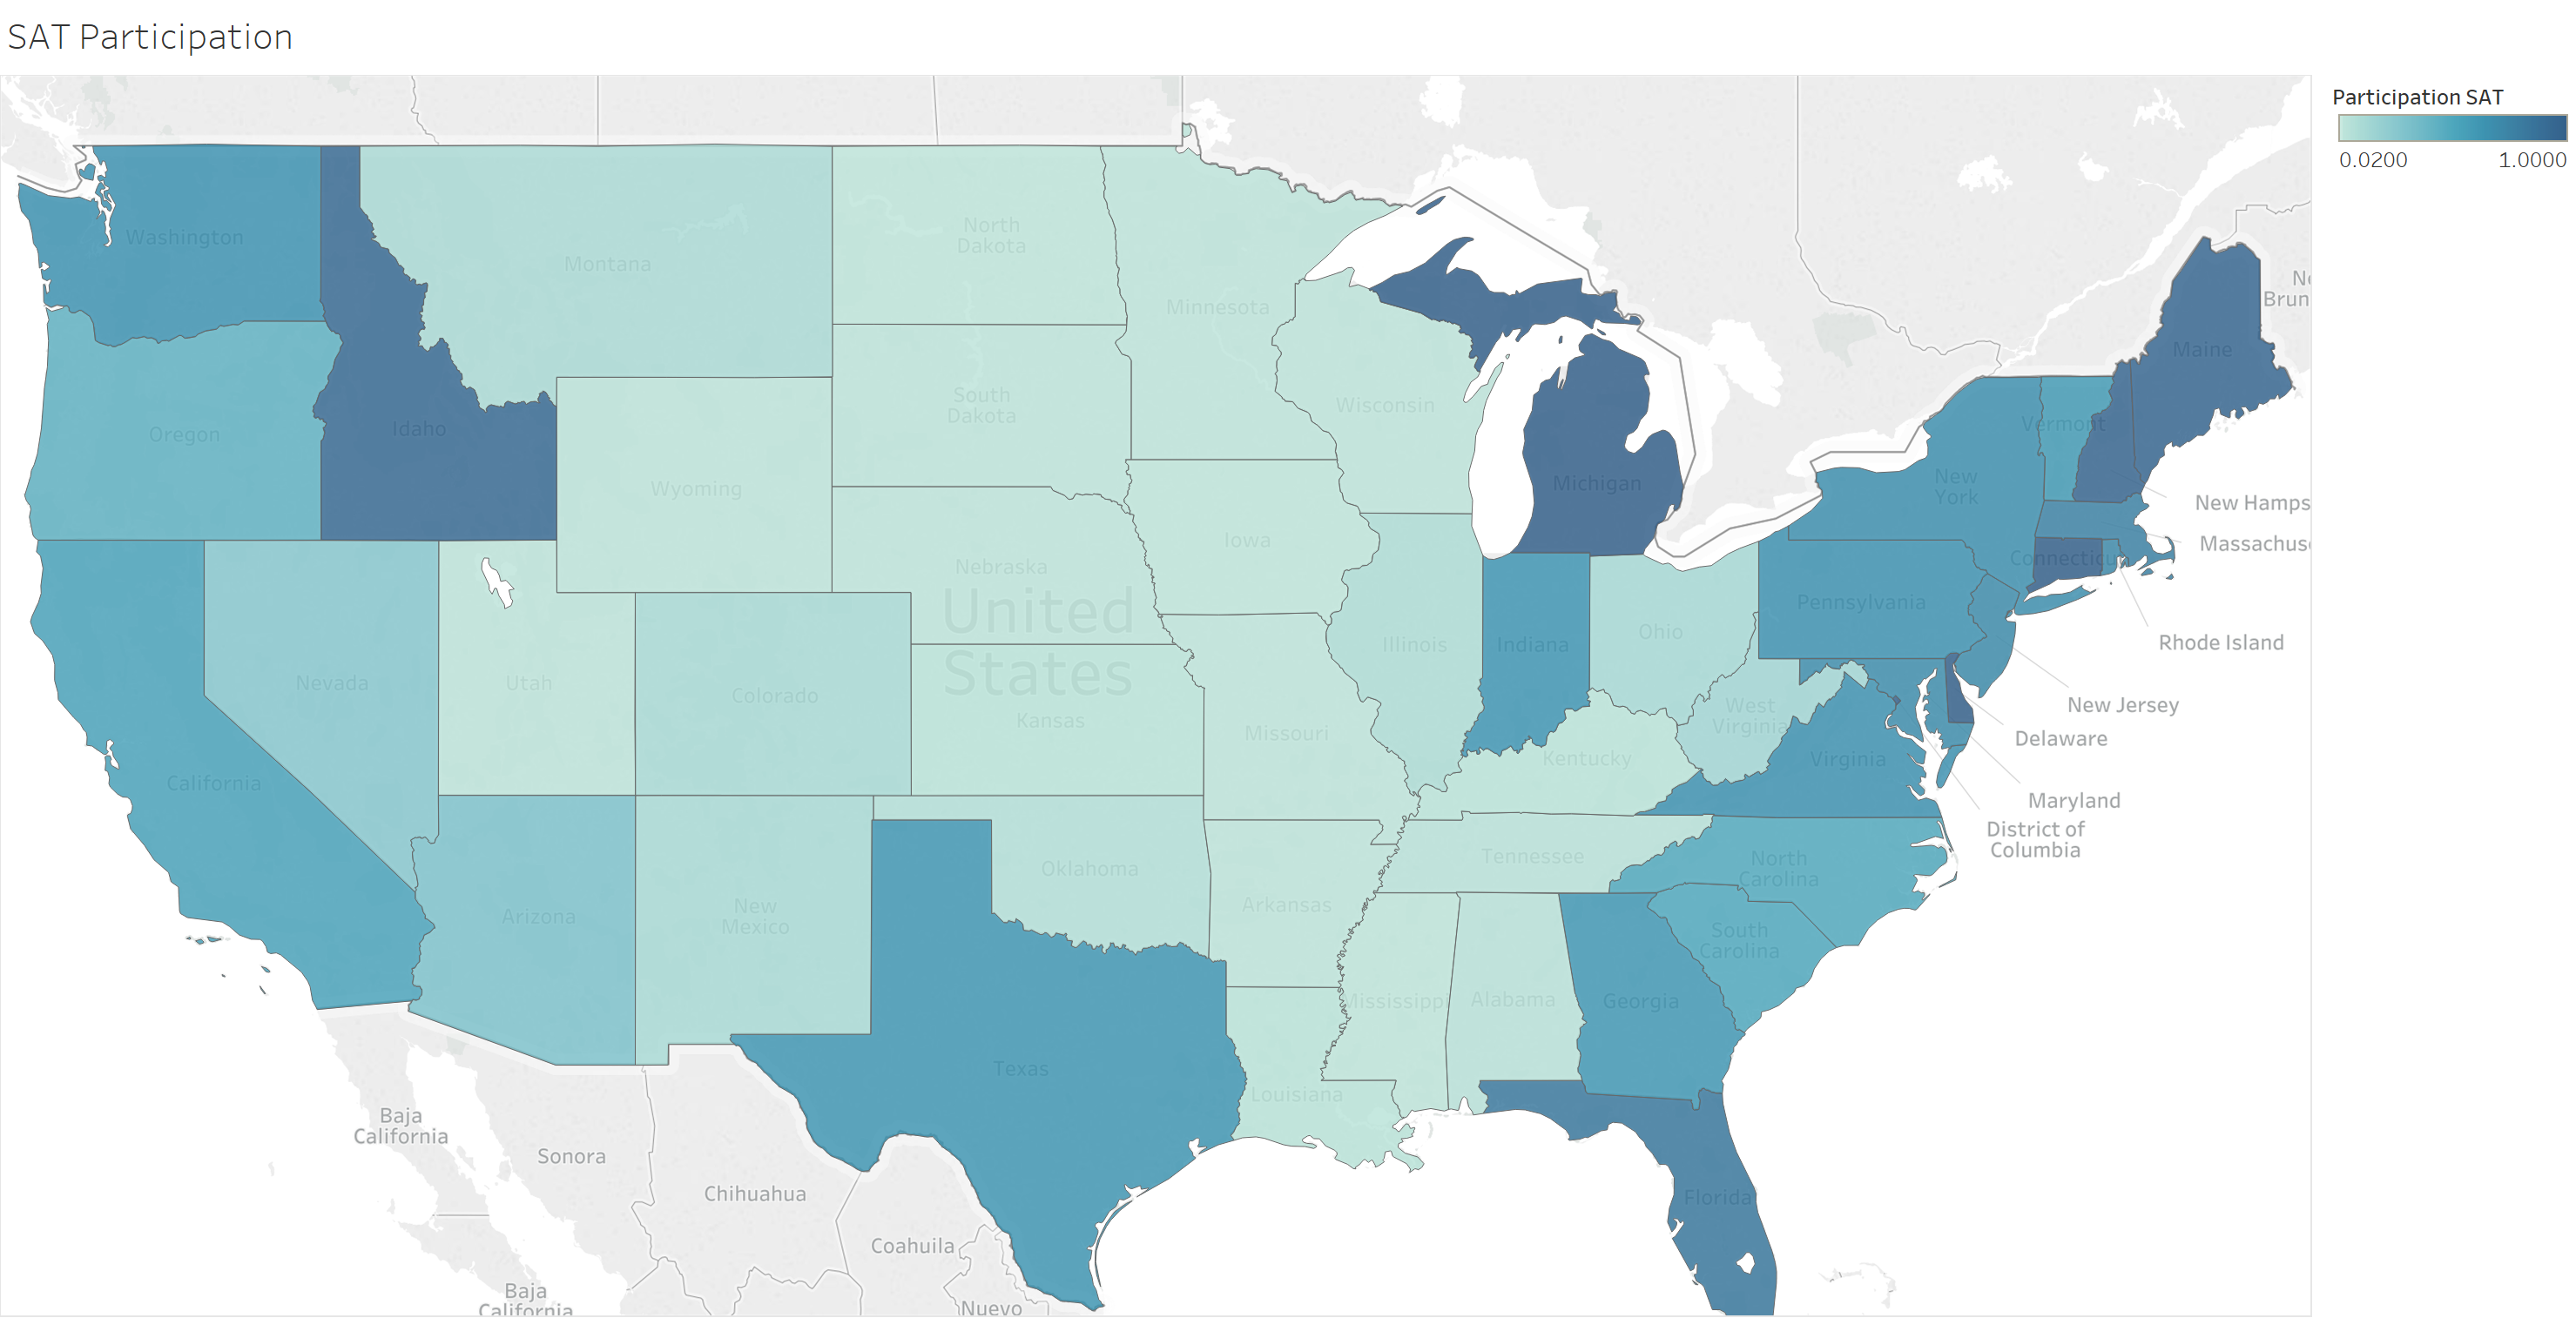 SAT Participation
Participation SAT
0.0200 1.0000
Washington
Montana
North
Dakota
Minnesota
Oregon
Idaho
Wyoming
South
Dakota
Wisconsin
Michigan
Maine
Vermont
New
York
New Hamps
Massachus
Connecticu
Rhode Island
Pennsylvania
New Jersey
Delaware
Maryland
District of
Columbia
Nevada
Utah
Colorado
Nebraska
United
States
Kansas
Iowa
Illinois
Indiana
Ohio
West
Virginia
Virginia
Missouri
Kentucky
California
Arizona
New
Mexico
Oklahoma
Arkansas
Tennessee
North
Carolina
South
Carolina
Mississippi
Alabama
Georgia
Texas
Louisiana
Florida
Baja
California
Sonora
Chihuahua
Coahuila
Baja
California
Nuevo
Brun